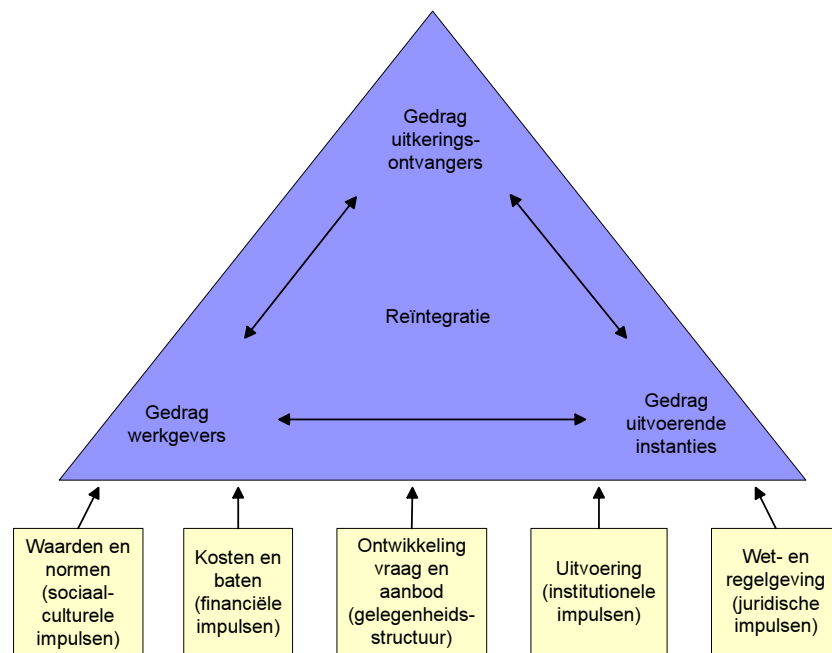 Gedrag
uitkerings-
ontvangers
Reïntegratie
Gedrag
werkgevers
Gedrag
uitvoerende
instanties
Waarden en
normen
(sociaal-
culturele
impulsen)
Kosten en
baten
(financiële
impulsen)
Ontwikkeling
vraag en
aanbod
(gelegenheids-
structuur)
Uitvoering
(institutionele
impulsen)
Wet- en
regelgeving
(juridische
impulsen)